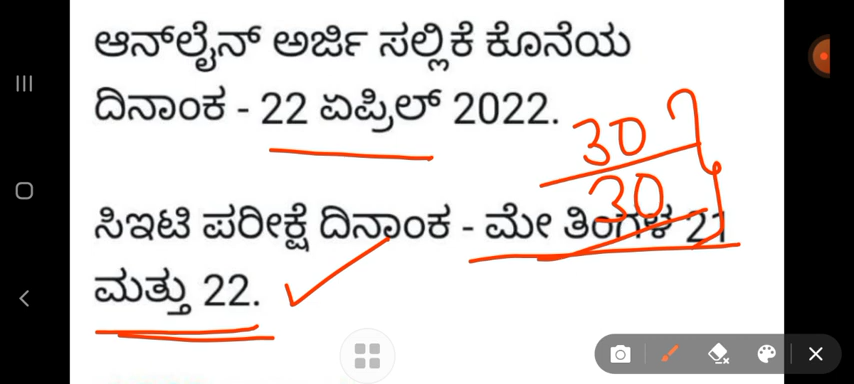 ಆನ್‌ಲೈನ್ ಅರ್ಜಿ ಸಲ್ಲಿಕೆ ಕೊನೆಯ
ದಿನಾಂಕ - 22 ಏಪ್ರಿಲ್ 2022.
30
30
ಸಿಇಟಿ ಪರೀಕ್ಷೆ ದಿನಾಂಕ - ಮೇ ತಿಂಗಳ 21
ಮತ್ತು 22.